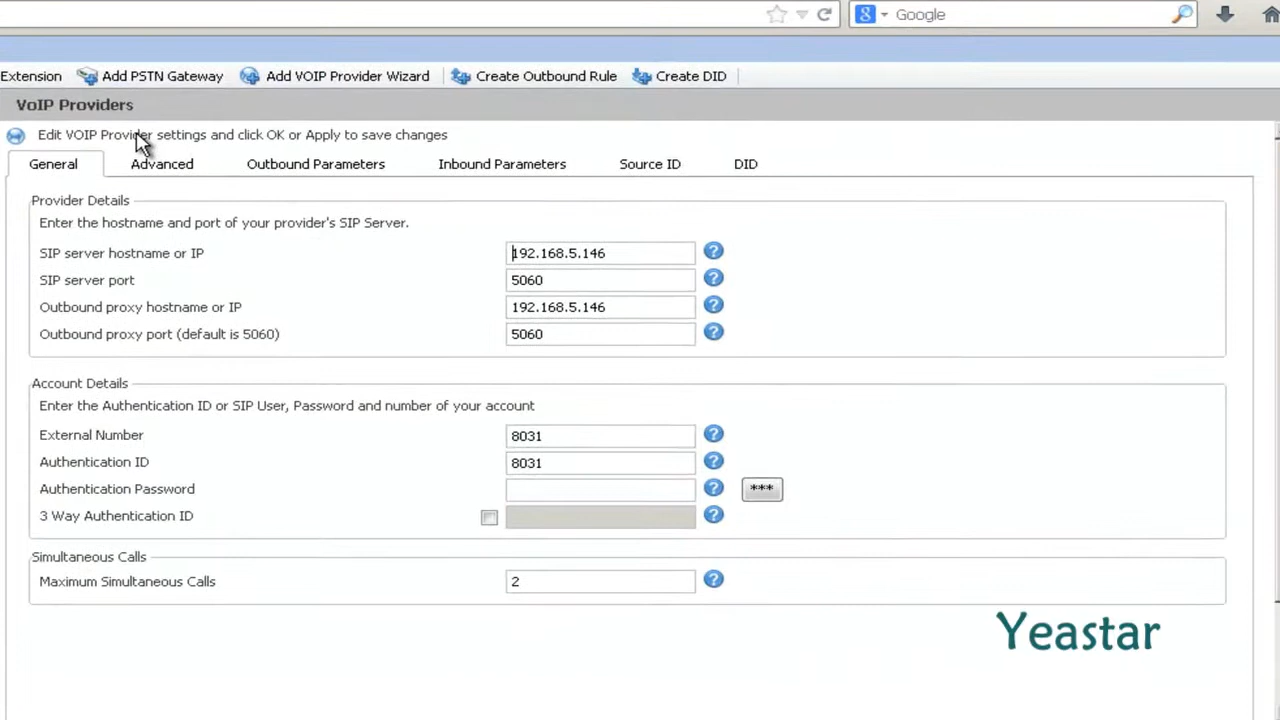 Google
Extension Add PSTN Gateway Add VOIP Provider Wizard Create Outbound Rule Create DID
VoIP Providers
Edit VOIP Provider settings and click OK or Apply to save changes
General Advanced Outbound Parameters Inbound Parameters Source ID DID
Provider Details
Enter the hostname and port of your provider's SIP Server.
SIP server hostname or IP 192.168.5.146
SIP server port 5060
Outbound proxy hostname or IP 192.168.5.146
Outbound proxy port (default is 5060) 5060
Account Details
Enter the Authentication ID or SIP User, Password and number of your account
External Number 8031
Authentication ID 8031
Authentication Password ***
3 Way Authentication ID
Simultaneous Calls
Maximum Simultaneous Calls 2
Yeastar